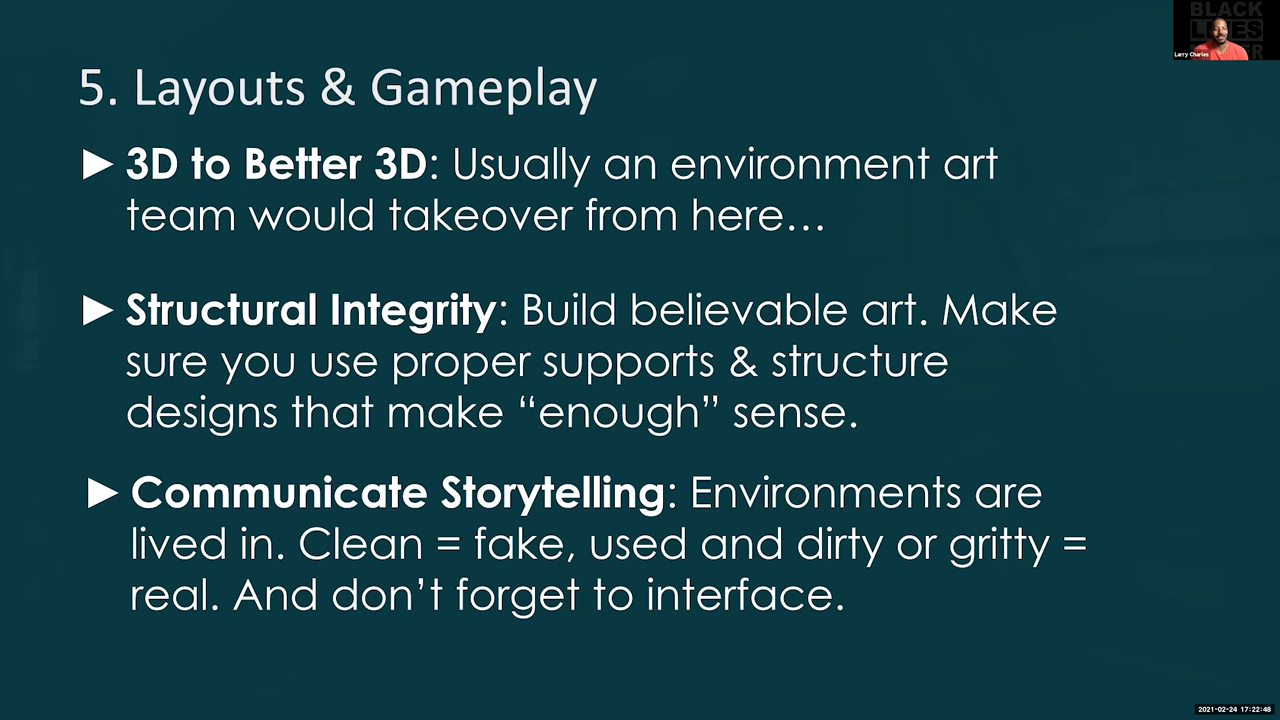 BLACK
LIVES
Larry Charles
5. Layouts & Gameplay
► 3D to Better 3D: Usually an environment art
team would takeover from here…
► Structural Integrity: Build believable art. Make
sure you use proper supports & structure
designs that make “enough” sense.
► Communicate Storytelling: Environments are
lived in. Clean = fake, used and dirty or gritty =
real. And don’t forget to interface.
2021-02-24 17:22:48